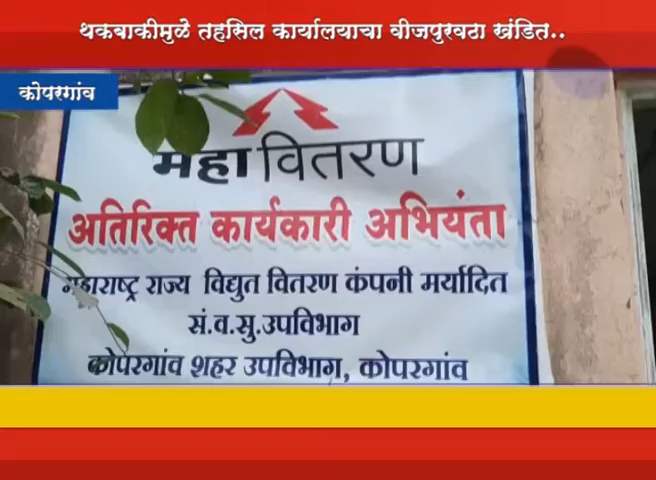 थकबाकीमुळे तहसिल कार्यालयाचा वीजपुरवठा खंडित..
कोपरगांव
महावितरण
अतिरिक्त कार्यकारी अभियंता
महाराष्ट्र राज्य विद्युत वितरण कंपनी मर्यादित
सं.व.सु.उपविभाग
कोपरगांव शहर उपविभाग, कोपरगांव